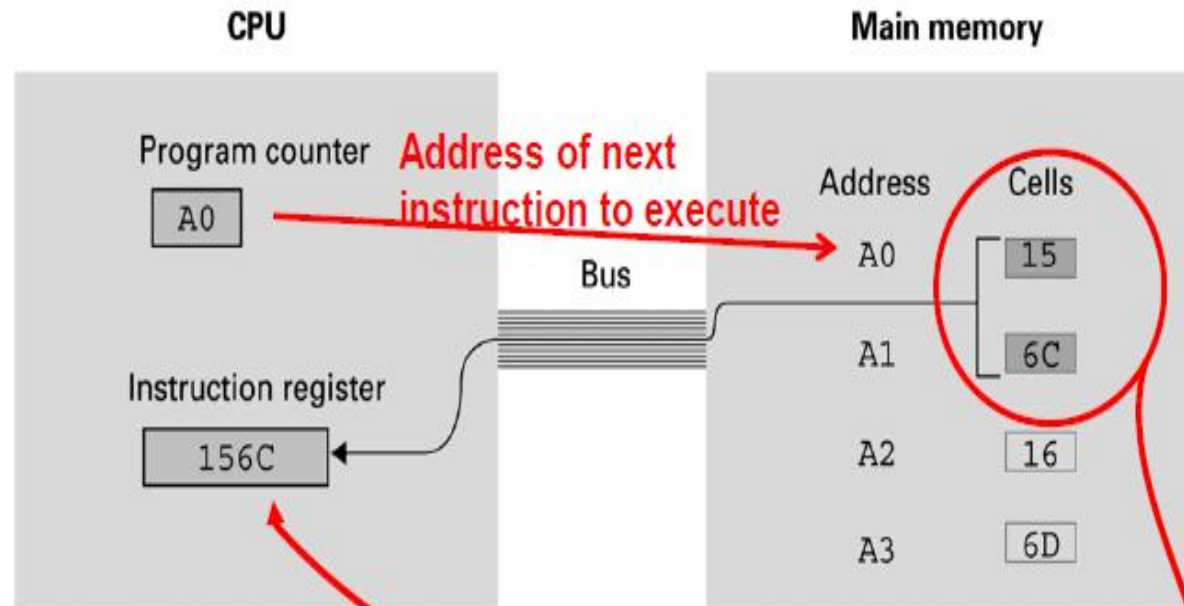 CPU
Main memory
Program counter
A0
Address of next
instruction to execute
Bus
Instruction register
156C
Address Cells
A0 15
A1 6C
A2 16
A3 6D